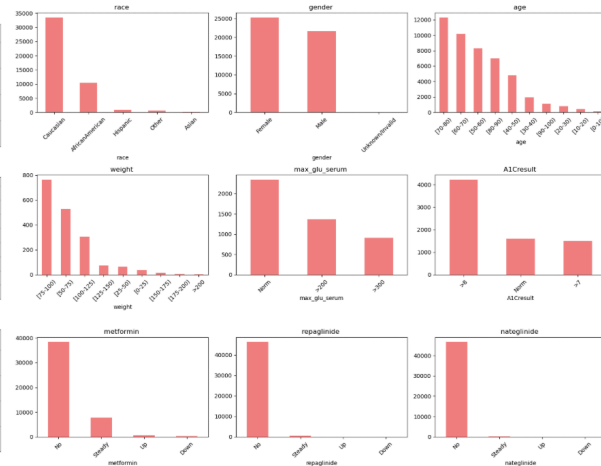 race
35000
30000
25000
20000
15000
10000
5000
0
Caucasian
AfricanAmerican
Hispanic
Other
Asian
race
gender
25000
20000
15000
10000
5000
0
Female
Male
Unknown/Invalid
gender
age
12000
10000
8000
6000
4000
2000
0
[70-80)
[60-70)
[50-60)
[80-90)
[40-50)
[30-40)
[90-100)
[20-30)
[10-20)
[0-10
age
weight
800
600
400
200
0
[75-100)
[50-75)
[100-125)
[125-150)
[25-50)
[0-25)
[150-175)
[175-200)
>200
weight
max_glu_serum
2000
1500
1000
500
0
Norm
>200
>300
max_glu_serum
A1Cresult
4000
3000
2000
1000
0
>8
Norm
>7
A1Cresult
metformin
40000
30000
20000
10000
0
No
Steady
Up
Down
metformin
repaglinide
40000
30000
20000
10000
0
No
Steady
Up
Down
repaglinide
nateglinide
40000
30000
20000
10000
0
No
Steady
Up
Down
nateglinide